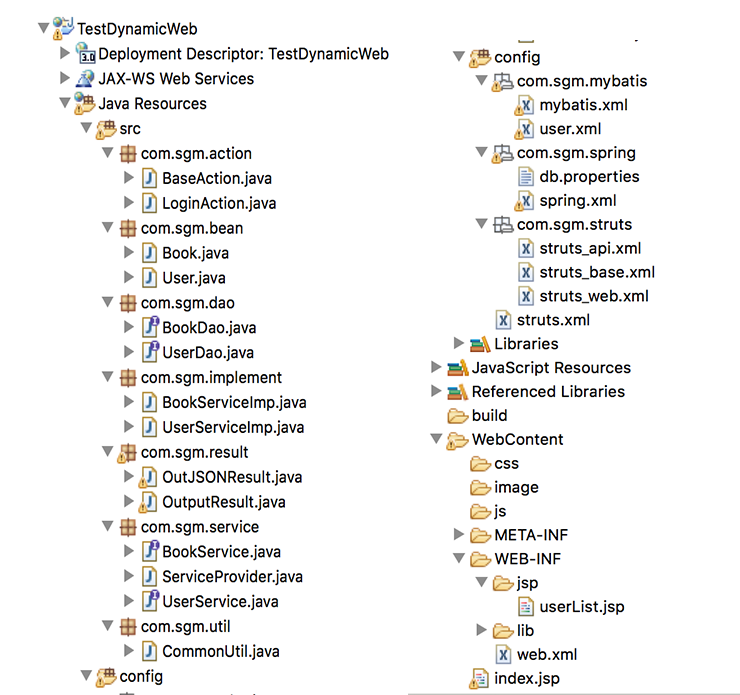 TestDynamicWeb
3.0 Deployment Descriptor: TestDynamicWeb
JAX-WS Web Services
Java Resources
src
com.sgm.action
BaseAction.java
LoginAction.java
com.sgm.bean
Book.java
User.java
com.sgm.dao
BookDao.java
UserDao.java
com.sgm.implement
BookServiceImp.java
UserServiceImp.java
com.sgm.result
OutJSONResult.java
OutputResult.java
com.sgm.service
BookService.java
ServiceProvider.java
UserService.java
com.sgm.util
CommonUtil.java
config
config
com.sgm.mybatis
mybatis.xml
user.xml
com.sgm.spring
db.properties
spring.xml
com.sgm.struts
struts_api.xml
struts_base.xml
struts_web.xml
struts.xml
Libraries
JavaScript Resources
Referenced Libraries
build
WebContent
css
image
js
META-INF
WEB-INF
jsp
userList.jsp
lib
web.xml
index.jsp